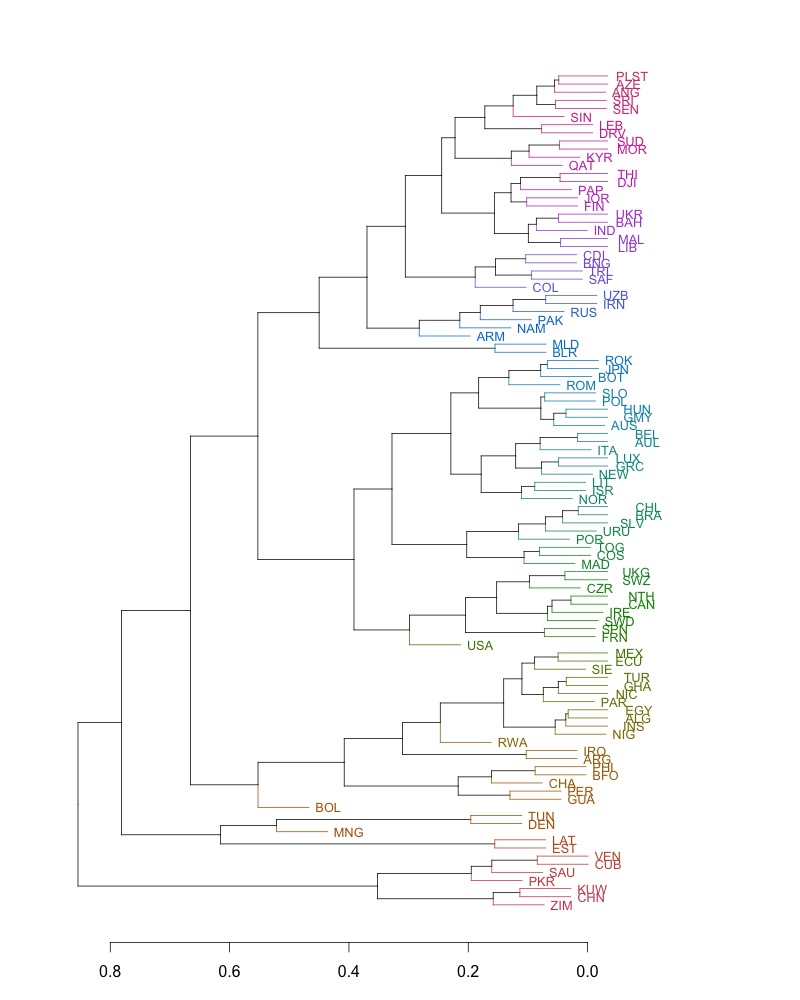 PLST
AZE
ANG
SRI
SEN
SIN
LEB
DRV
SUD
MOR
KYR
QAT
THI
DJI
PAP
JOR
FIN
UKR
BAH
IND
MAL
LIB
CDI
BNG
TRI
SAF
COL
UZB
IRN
RUS
PAK
NAM
ARM
MLD
BLR
ROK
JPN
BOT
ROM
SLO
POL
HUN
GMY
AUS
BEL
AUL
ITA
LUX
GRC
NEW
LIT
ISR
NOR
CHL
BRA
SLV
URU
POR
TOG
COS
MAD
UKG
SWZ
CZR
NTH
CAN
IRE
SWD
SPN
FRN
USA
MEX
ECU
SIE
TUR
GHA
NIC
PAR
EGY
ALG
INS
NIG
RWA
IRQ
ARG
PHI
BFO
CHA
PER
GUA
BOL
TUN
DEN
MNG
LAT
EST
VEN
CUB
SAU
PKR
KUW
CHN
ZIM
0.8 0.6 0.4 0.2 0.0